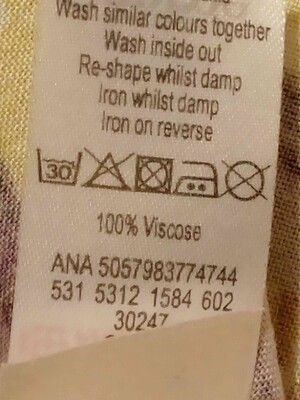 Wash similar colours together
Wash inside out
Re-shape whilst damp
Iron whilst damp
Iron on reverse
30
100% Viscose
ANA 5057983774744
531 5312 1584 602
30247